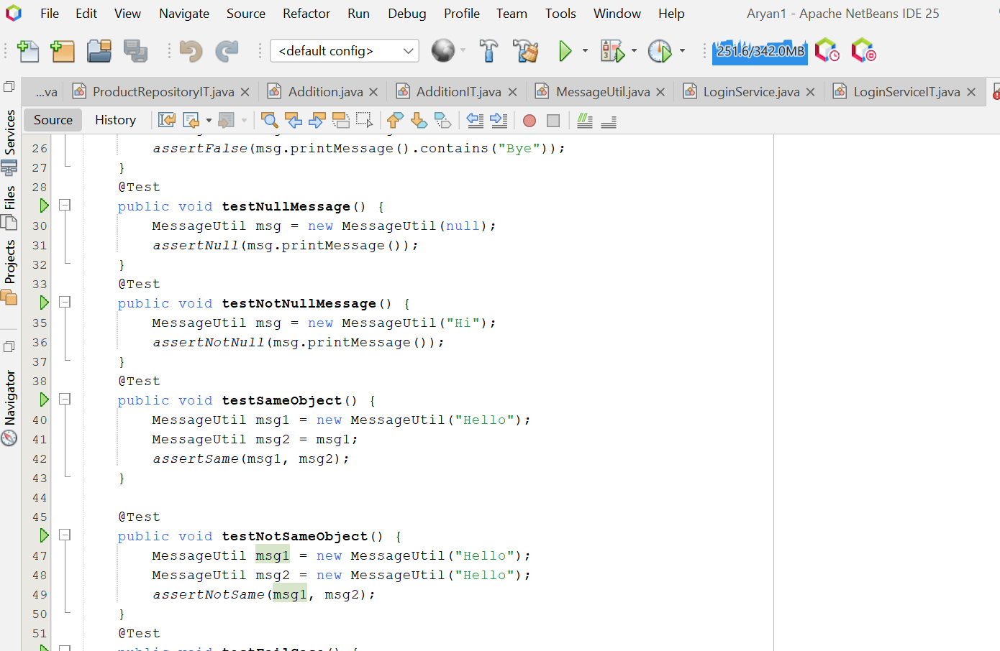 File Edit View Navigate Source Refactor Run Debug Profile Team Tools Window Help Aryan1 - Apache NetBeans IDE 25
<default config> 251.6/342.0MB
...va ProductRepositoryIT.java Addition.java AdditionIT.java MessageUtil.java LoginService.java LoginServiceIT.java
Source History
Services
Files
Projects
Navigator
26 assertFalse(msg.printMessage().contains("Bye"));
27 }
28 @Test
public void testNullMessage() {
30 MessageUtil msg = new MessageUtil(null);
31 assertNull(msg.printMessage());
32 }
33 @Test
public void testNotNullMessage() {
35 MessageUtil msg = new MessageUtil("Hi");
36 assertNotNull(msg.printMessage());
37 }
38 @Test
public void testSameObject() {
40 MessageUtil msg1 = new MessageUtil("Hello");
41 MessageUtil msg2 = msg1;
42 assertSame(msg1, msg2);
43 }
44
45 @Test
public void testNotSameObject() {
47 MessageUtil msg1 = new MessageUtil("Hello");
48 MessageUtil msg2 = new MessageUtil("Hello");
49 assertNotSame(msg1, msg2);
50 }
51 @Test
public void testFailCase() {